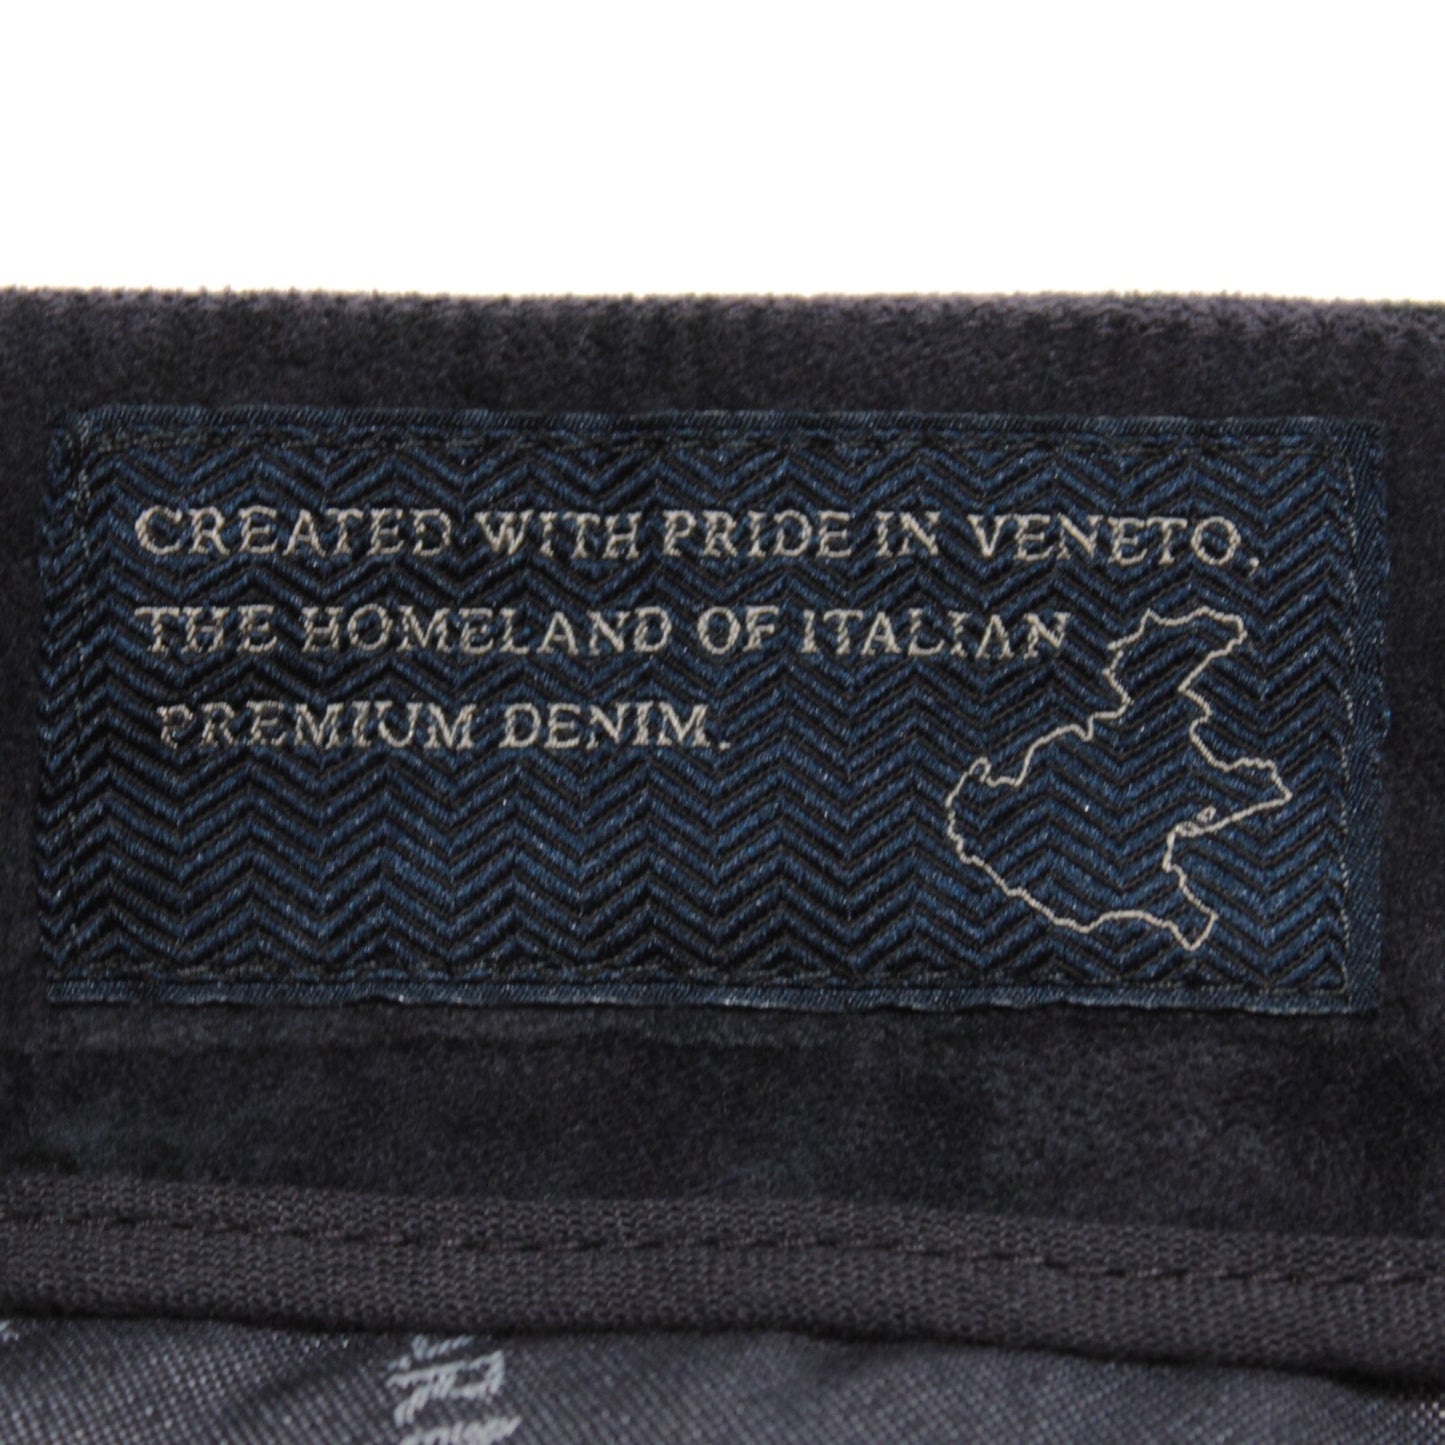 CREATED WITH PRIDE IN VENETO,
THE HOMELAND OF ITALIAN
PREMIUM DENIM.